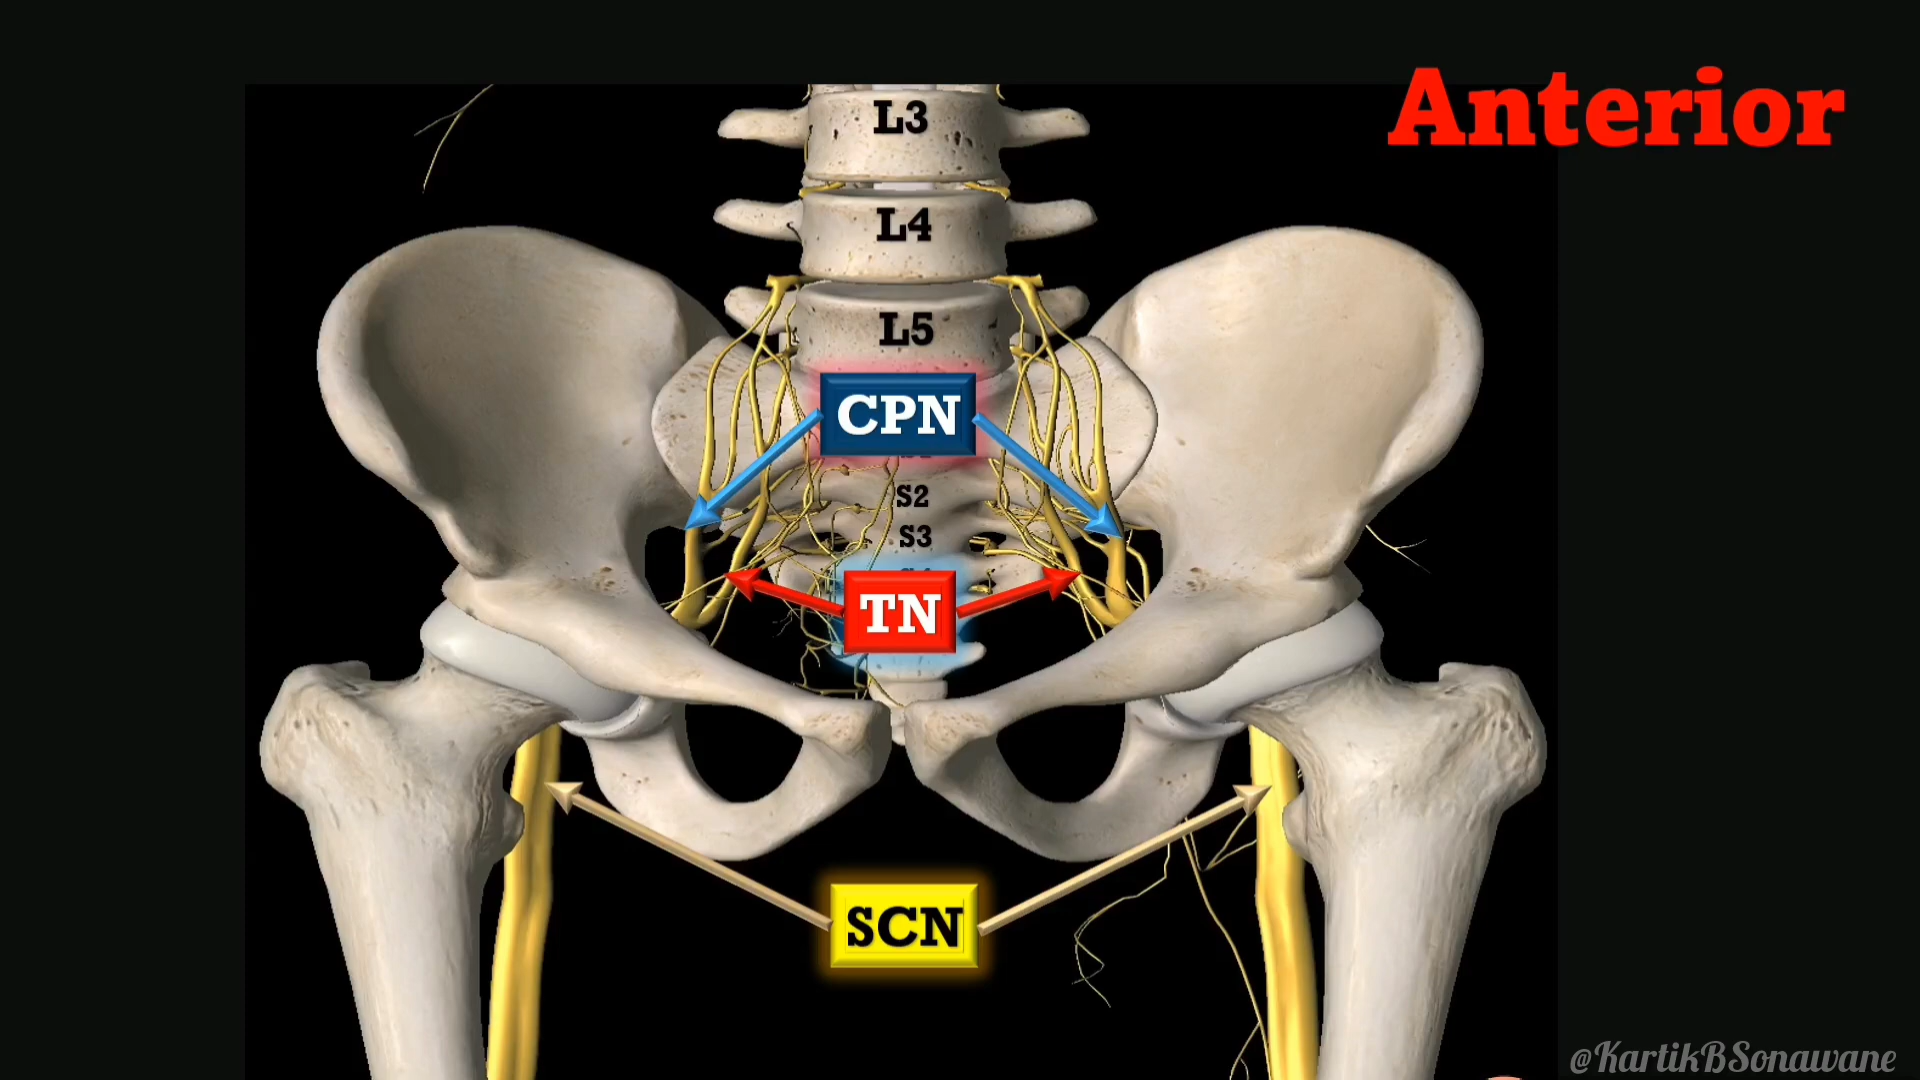 Anterior
L3
L4
L5
CPN
S2
S3
TN
SCN
@KartikBSonawane